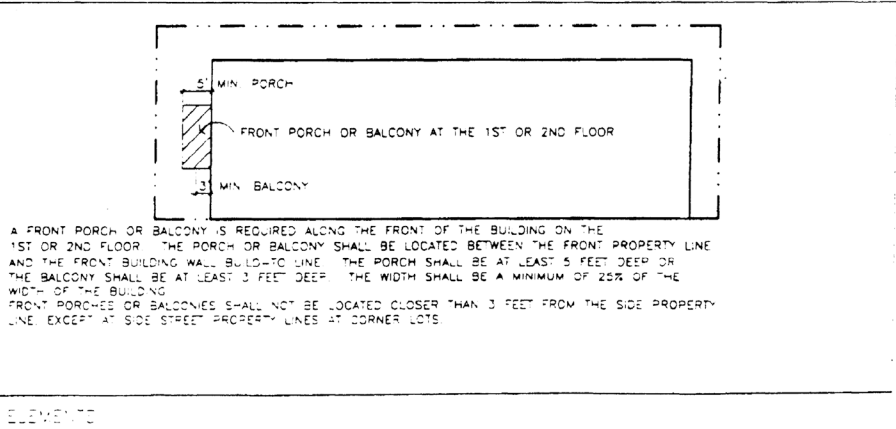 5' MIN. PORCH
FRONT PORCH OR BALCONY AT THE 1ST OR 2ND FLOOR
3' MIN BALCONY
A FRONT PORCH OR BALCONY IS REQUIRED ALONG THE FRONT OF THE BUILDING ON THE
1ST OR 2ND FLOOR THE PORCH OR BALCONY SHALL BE LOCATED BETWEEN THE FRONT PROPERTY LINE
AND THE FRONT BUILDING WALL BUILD-TO LINE THE PORCH SHALL BE AT LEAST 5 FEET DEEP OR
THE BALCONY SHALL BE AT LEAST 3 FEET DEEP. THE WIDTH SHALL BE A MINIMUM OF 25% OF THE
WIDTH OF THE BUILDING
FRONT PORCHES OR BALCONIES SHALL NOT BE LOCATED CLOSER THAN 3 FEET FROM THE SIDE PROPERTY
LINE. EXCEPT AT SIDE STREET PROPERTY LINES AT CORNER LOTS.
ELEMENTS